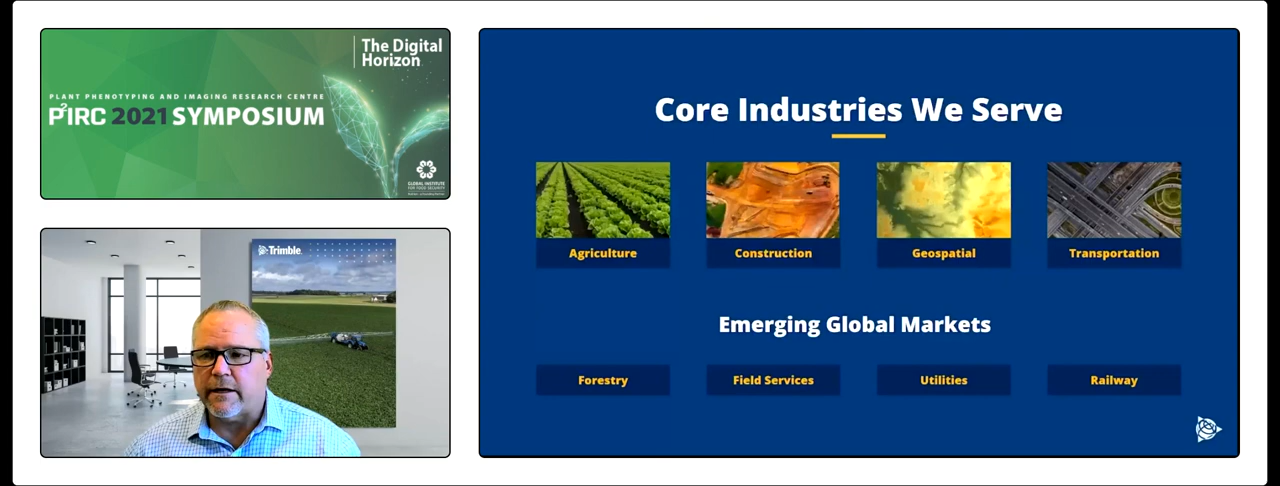 The Digital
Horizon
PLANT PHENOTYPING AND IMAGING RESEARCH CENTRE
P²IRC 2021 SYMPOSIUM
GLOBAL INSTITUTE
FOR FOOD SECURITY
Trimble
Core Industries We Serve
Agriculture
Construction
Geospatial
Transportation
Emerging Global Markets
Forestry
Field Services
Utilities
Railway